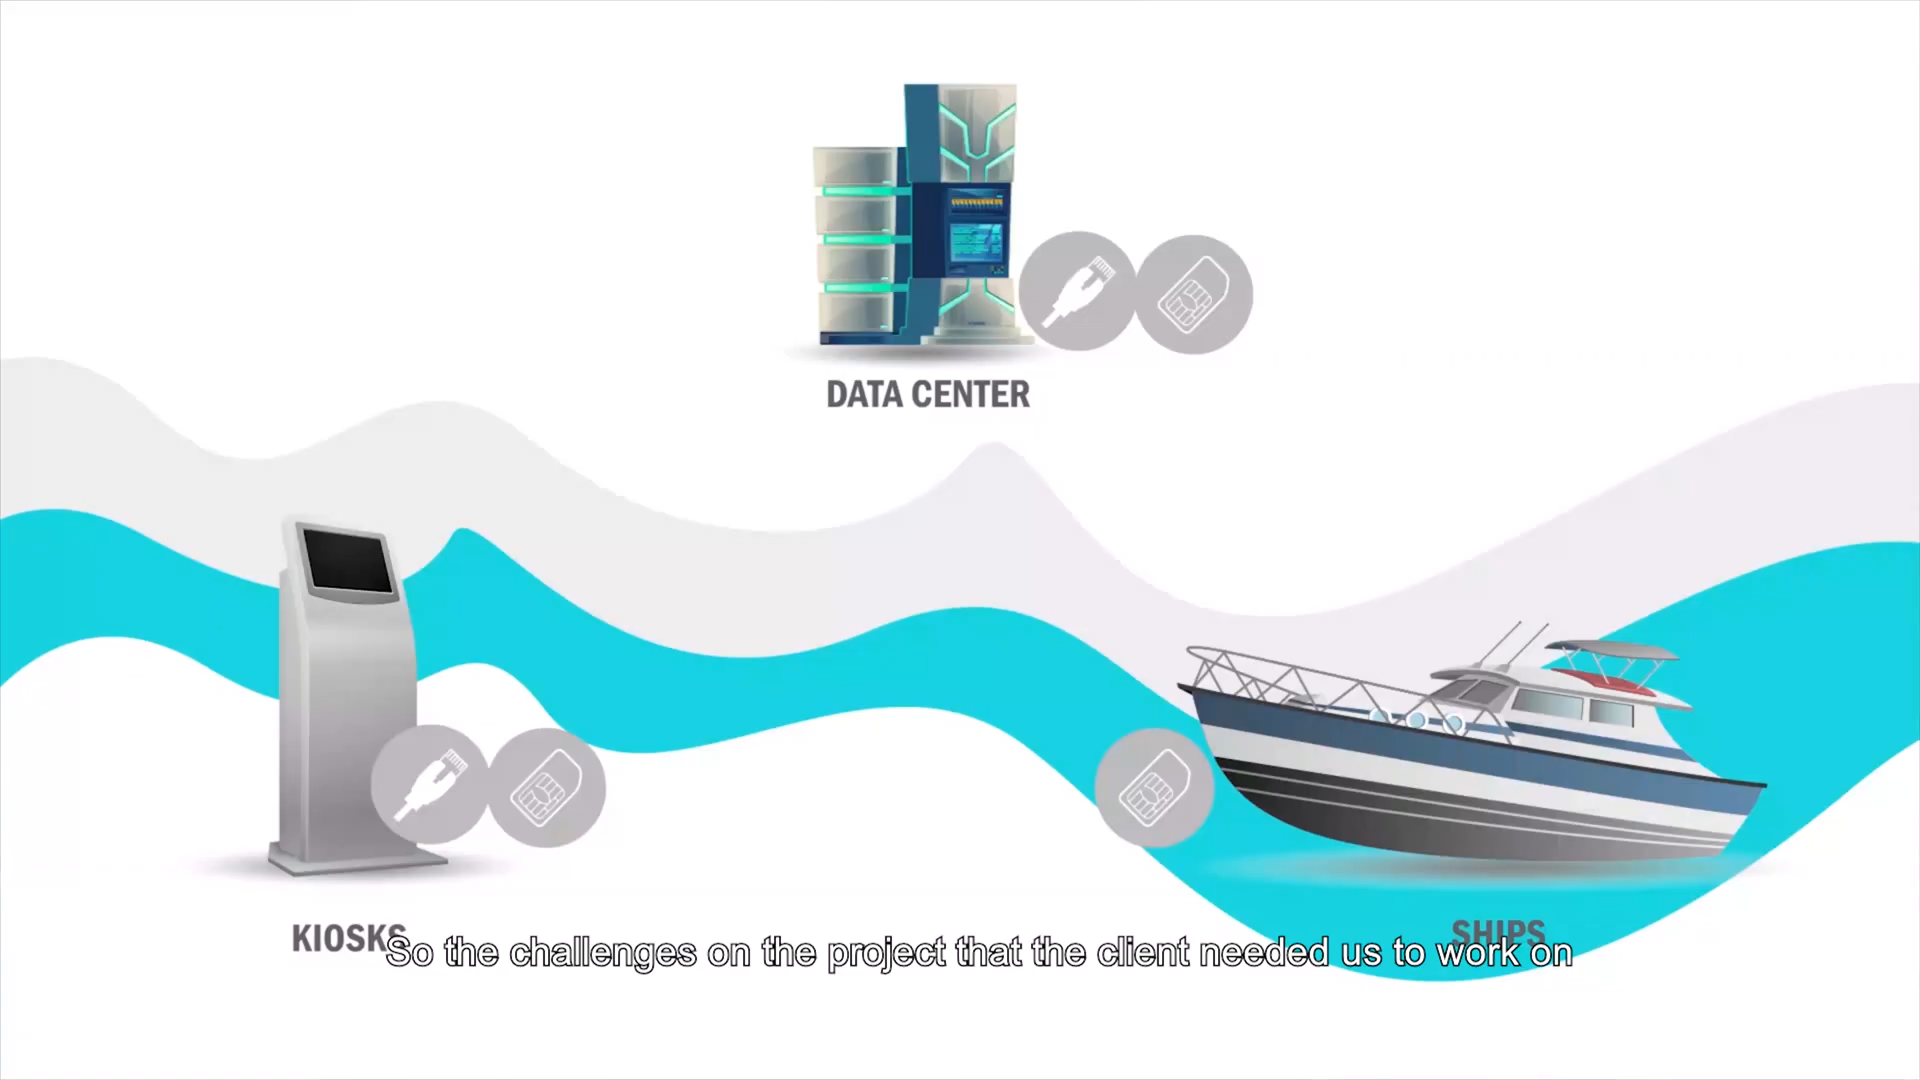 DATA CENTER
KIOSKS
SHIPS
So the challenges on the project that the client needed us to work on